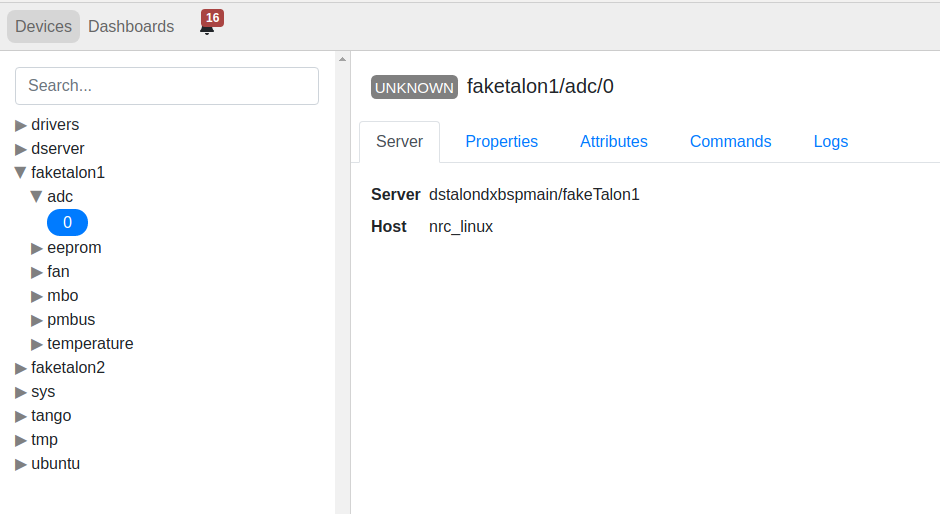 Devices Dashboards 16
Search...
drivers
dserver
faketalon1
adc
0
eeprom
fan
mbo
pmbus
temperature
faketalon2
sys
tango
tmp
ubuntu
UNKNOWN faketalon1/adc/0
Server Properties Attributes Commands Logs
Server dstalondxbspmain/fakeTalon1
Host nrc_linux